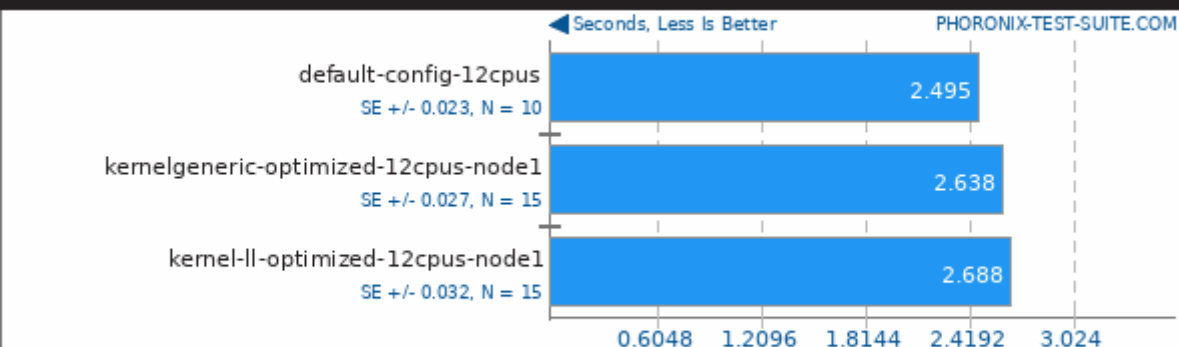 Seconds, Less Is Better PHORONIX-TEST-SUITE.COM
default-config-12cpus
SE +/- 0.023, N = 10
2.495
kernelgeneric-optimized-12cpus-node1
SE +/- 0.027, N = 15
2.638
kernel-ll-optimized-12cpus-node1
SE +/- 0.032, N = 15
2.688
0.6048 1.2096 1.8144 2.4192 3.024